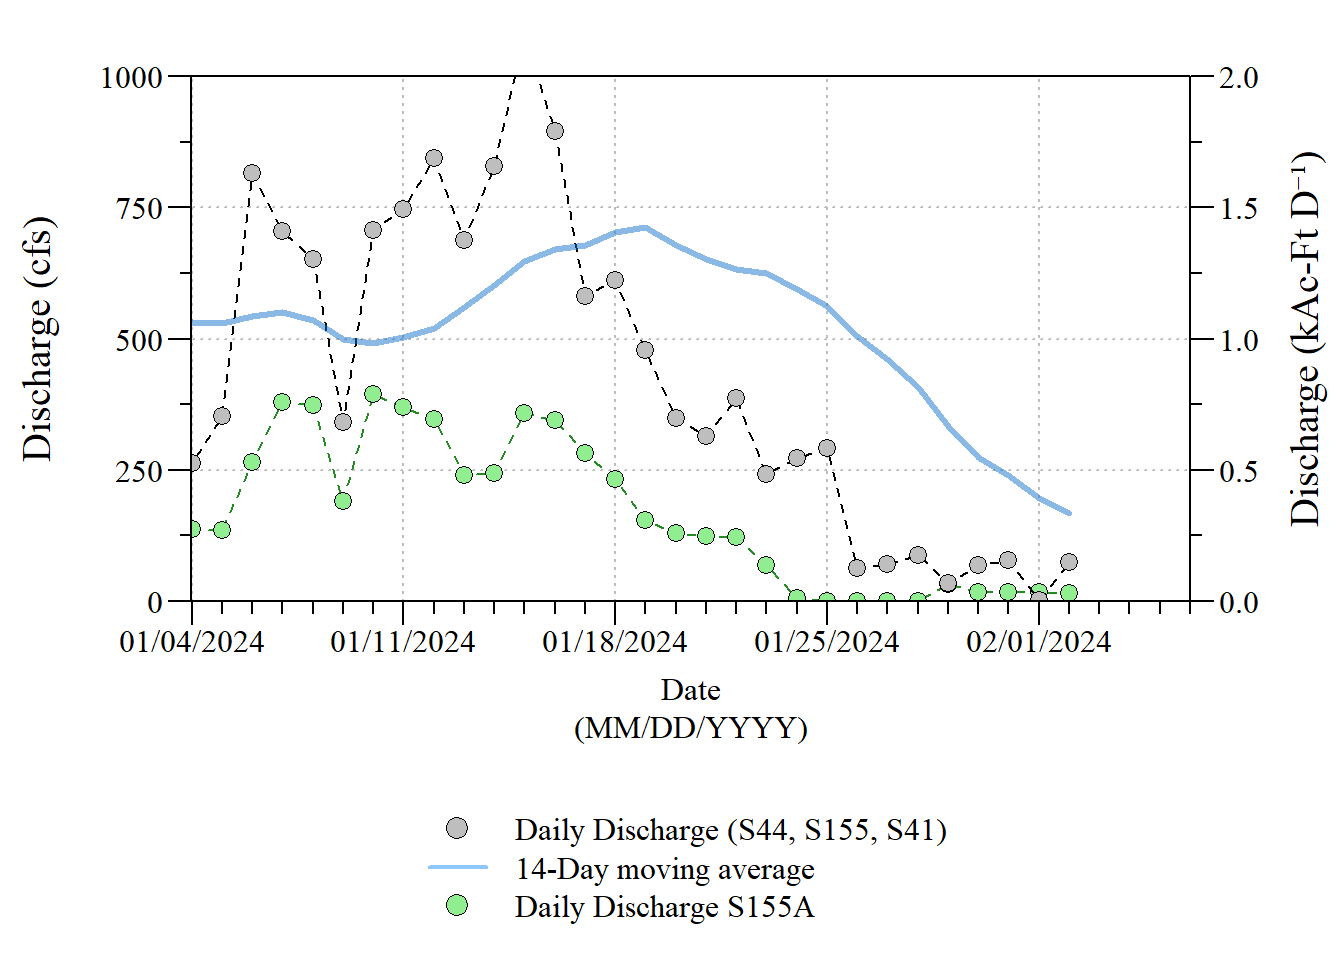 1000
750
500
250
0
Discharge (cfs)
2.0
1.5
1.0
0.5
0.0
Discharge (kAc-Ft D⁻¹)
01/04/2024
01/11/2024
01/18/2024
01/25/2024
02/01/2024
Date
(MM/DD/YYYY)
Daily Discharge (S44, S155, S41)
14-Day moving average
Daily Discharge S155A